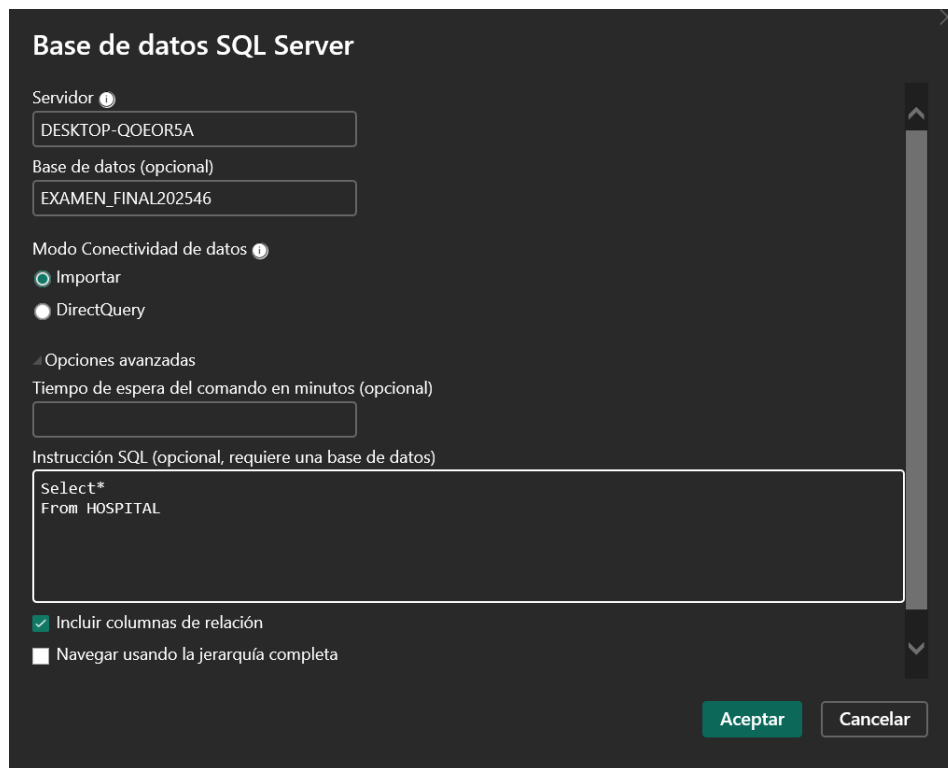 Base de datos SQL Server
Servidor
DESKTOP-QOEOR5A
Base de datos (opcional)
EXAMEN_FINAL202546
Modo Conectividad de datos
Importar
DirectQuery
Opciones avanzadas
Tiempo de espera del comando en minutos (opcional)
Instrucción SQL (opcional, requiere una base de datos)
Select*
From HOSPITAL
Incluir columnas de relación
Navegar usando la jerarquía completa
Aceptar Cancelar